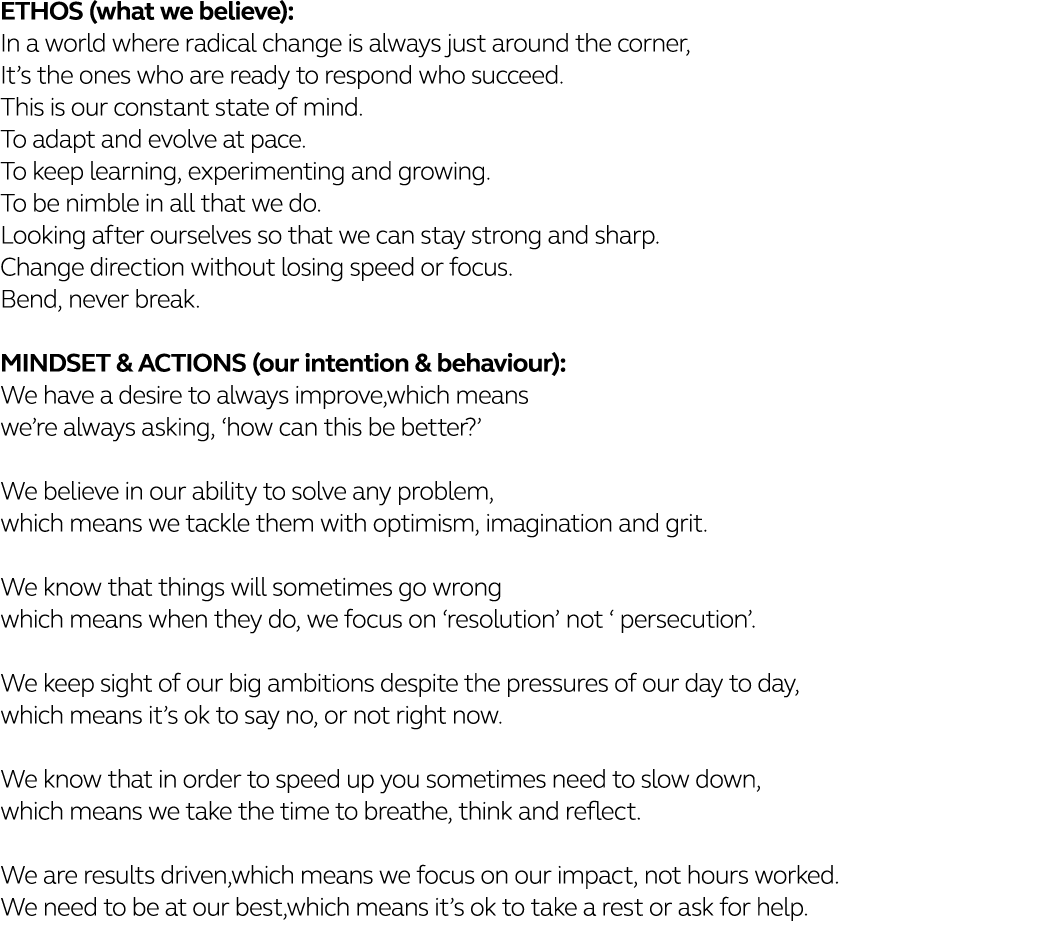 ETHOS (what we believe):
In a world where radical change is always just around the corner,
It’s the ones who are ready to respond who succeed.
This is our constant state of mind.
To adapt and evolve at pace.
To keep learning, experimenting and growing.
To be nimble in all that we do.
Looking after ourselves so that we can stay strong and sharp.
Change direction without losing speed or focus.
Bend, never break.
MINDSET & ACTIONS (our intention & behaviour):
We have a desire to always improve,which means
we’re always asking, ‘how can this be better?’
We believe in our ability to solve any problem,
which means we tackle them with optimism, imagination and grit.
We know that things will sometimes go wrong
which means when they do, we focus on ‘resolution’ not ‘ persecution’.
We keep sight of our big ambitions despite the pressures of our day to day,
which means it’s ok to say no, or not right now.
We know that in order to speed up you sometimes need to slow down,
which means we take the time to breathe, think and reflect.
We are results driven,which means we focus on our impact, not hours worked.
We need to be at our best,which means it’s ok to take a rest or ask for help.